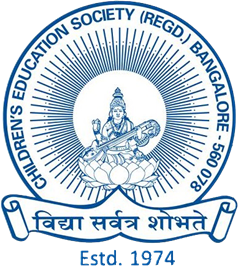 CHILDREN'S EDUCATION SOCIETY (REGD.) BANGALORE - 560 078
विद्या सर्वत्र शोभते
Estd. 1974